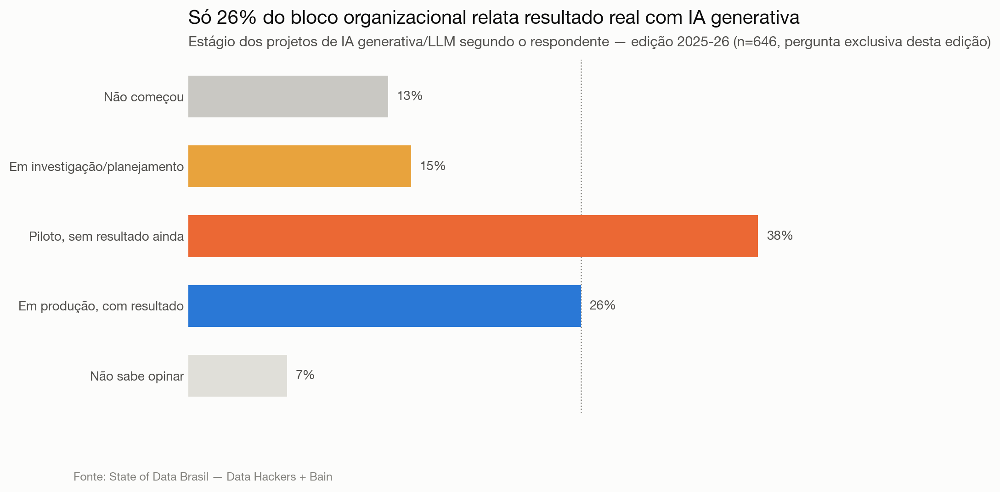 Só 26% do bloco organizacional relata resultado real com IA generativa
Estágio dos projetos de IA generativa/LLM segundo o respondente — edição 2025-26 (n=646, pergunta exclusiva desta edição)
Não começou 13%
Em investigação/planejamento 15%
Piloto, sem resultado ainda 38%
Em produção, com resultado 26%
Não sabe opinar 7%
Fonte: State of Data Brasil — Data Hackers + Bain